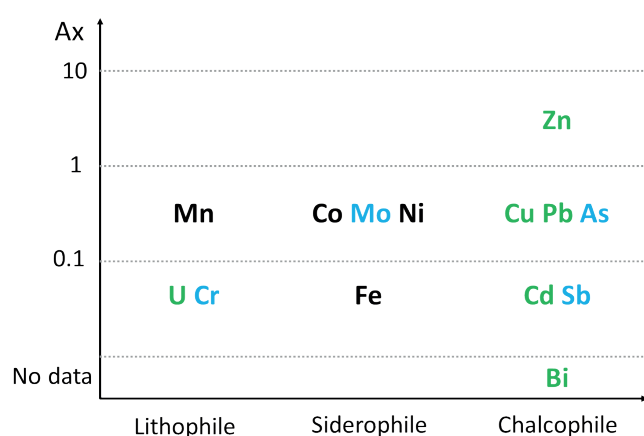 Ax
10
Zn
1
Mn Co Mo Ni Cu Pb As
0.1
U Cr Fe Cd Sb
No data Bi
Lithophile Siderophile Chalcophile